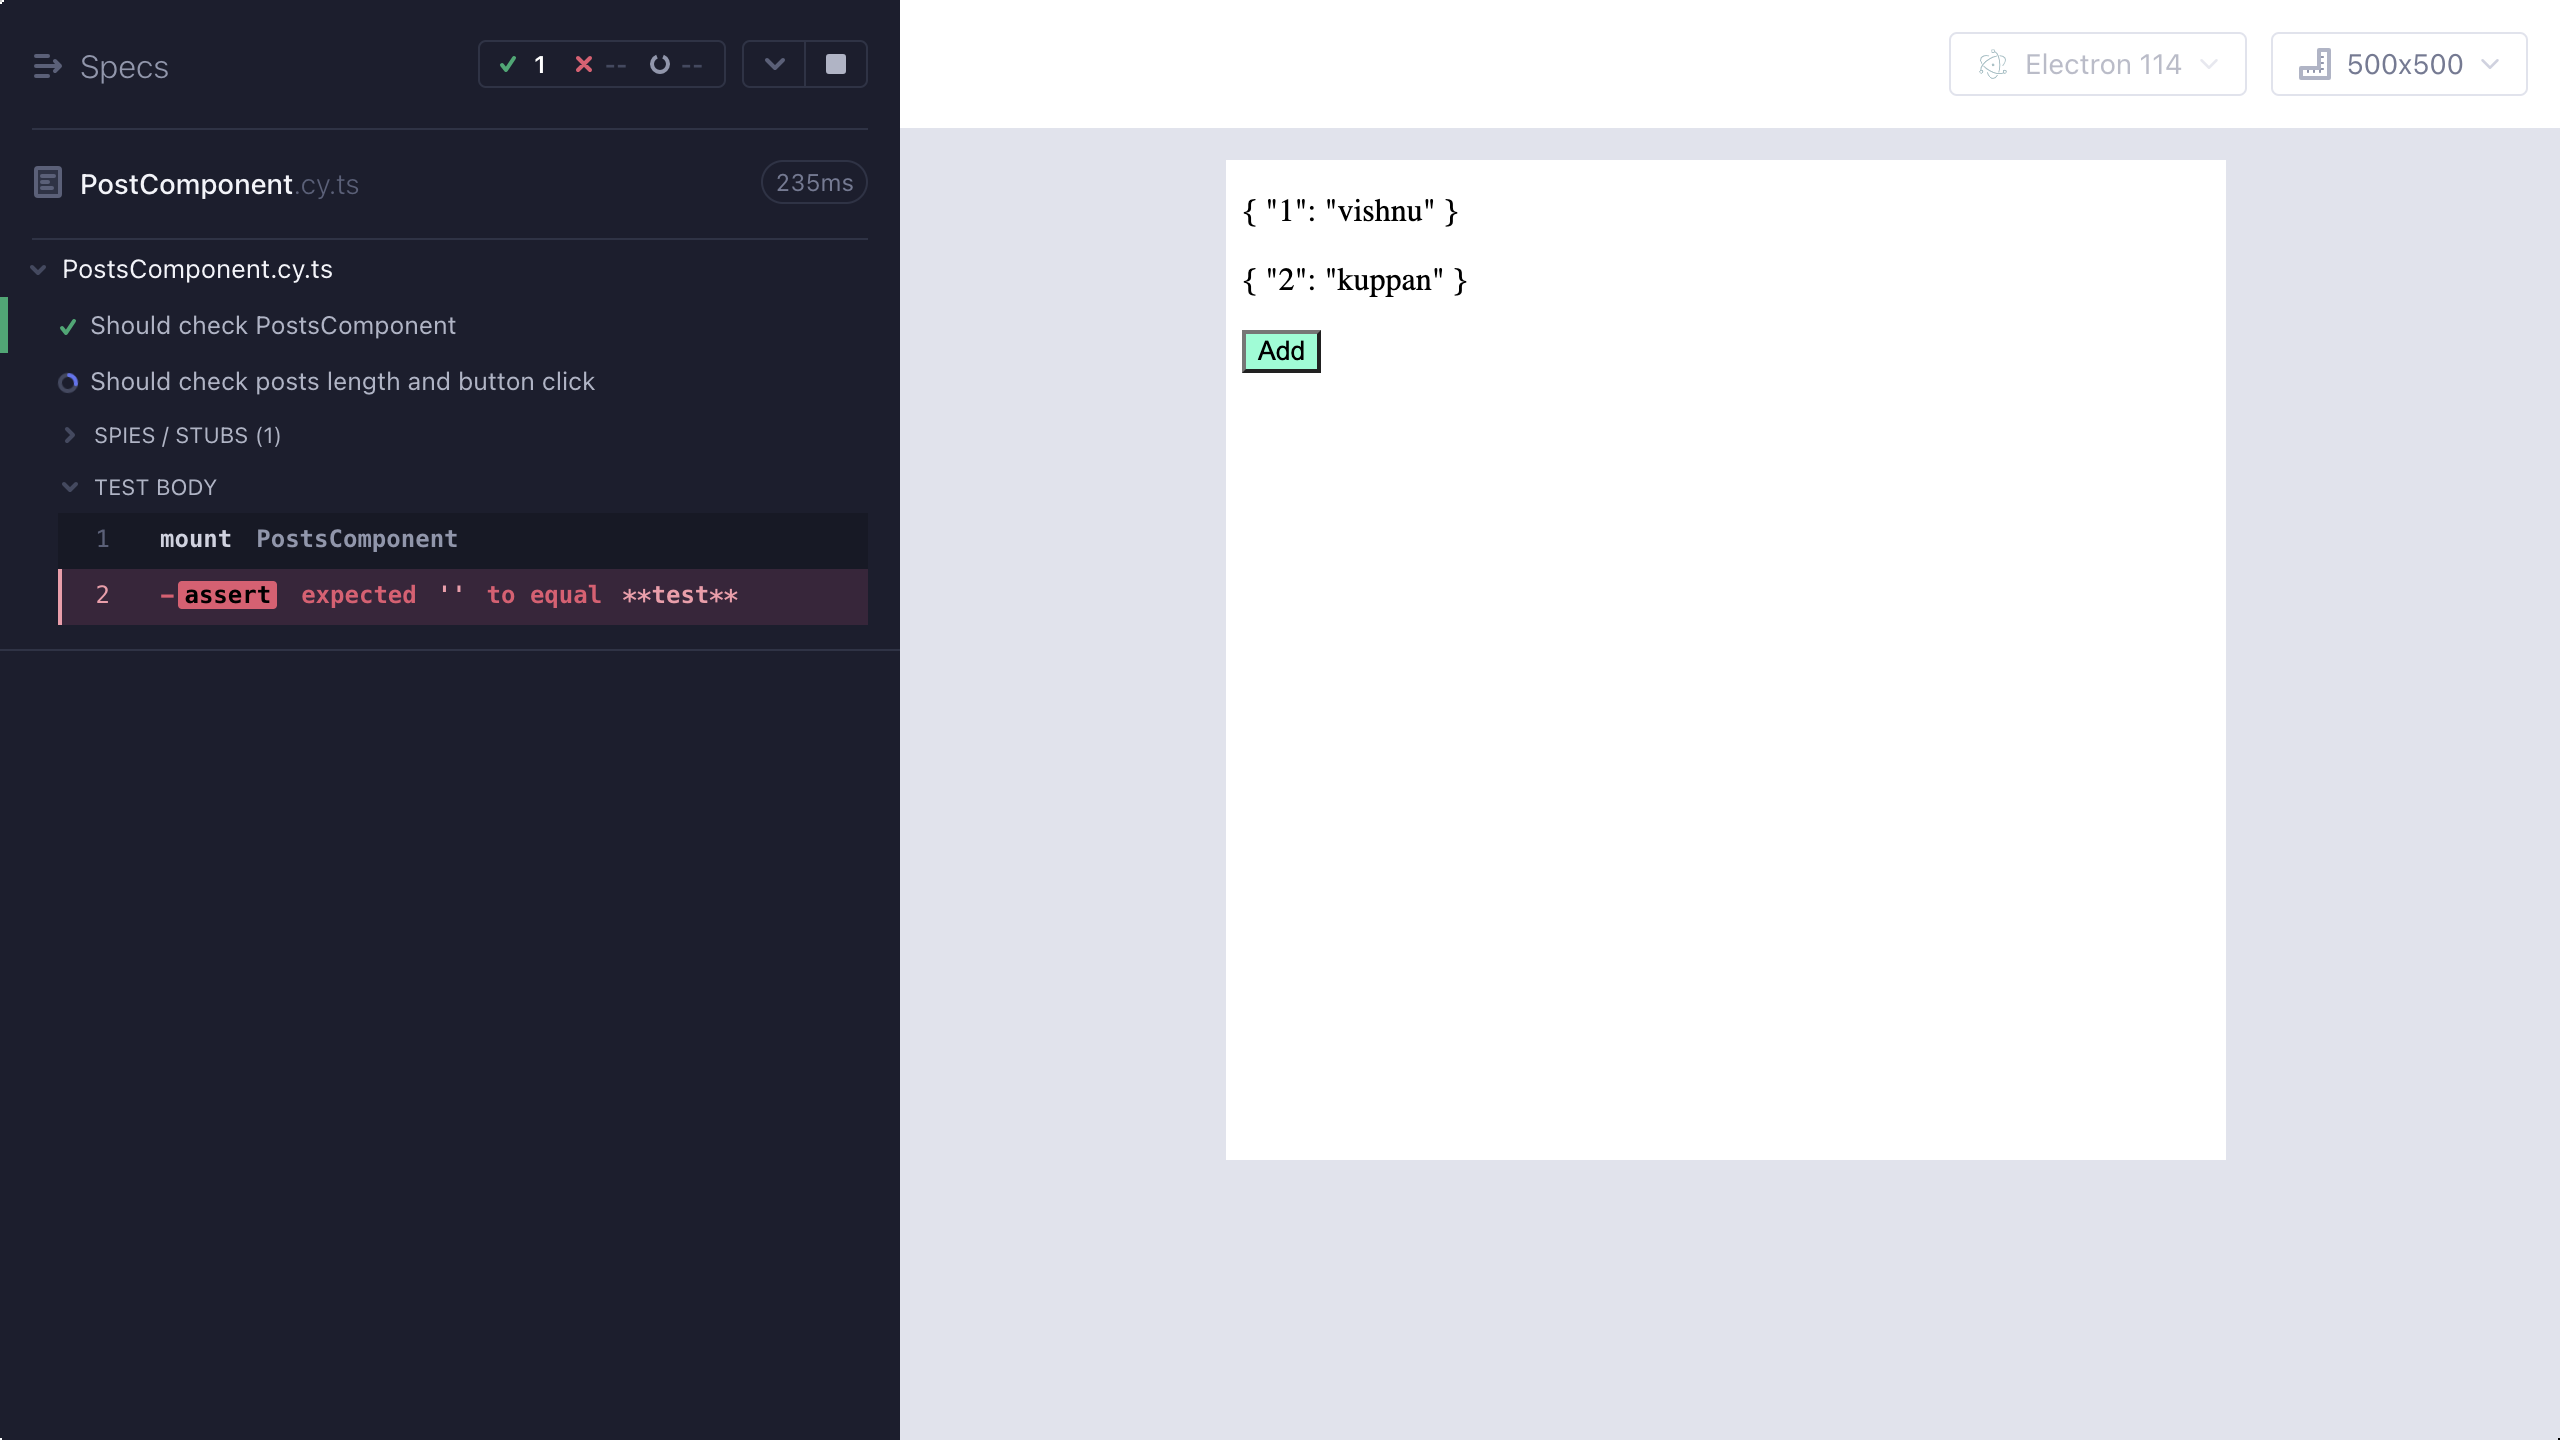 Specs
1 -- --
PostComponent.cy.ts
235ms
PostsComponent.cy.ts
Should check PostsComponent
Should check posts length and button click
SPIES / STUBS (1)
TEST BODY
1 mount PostsComponent
2 -assert expected '' to equal **test**
Electron 114
500x500
{ "1": "vishnu" }
{ "2": "kuppan" }
Add